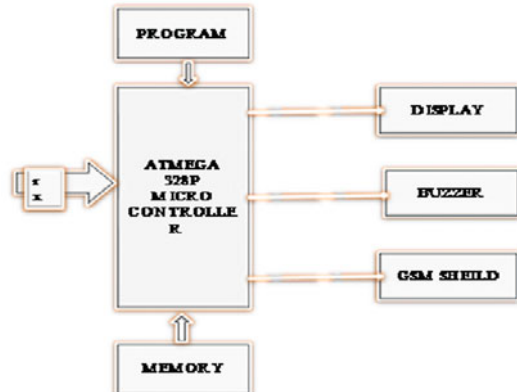 PROGRAM
ATMEGA
328P
MICRO
CONTROLLE
R
DISPLAY
BUZZER
GSM SHEILD
MEMORY